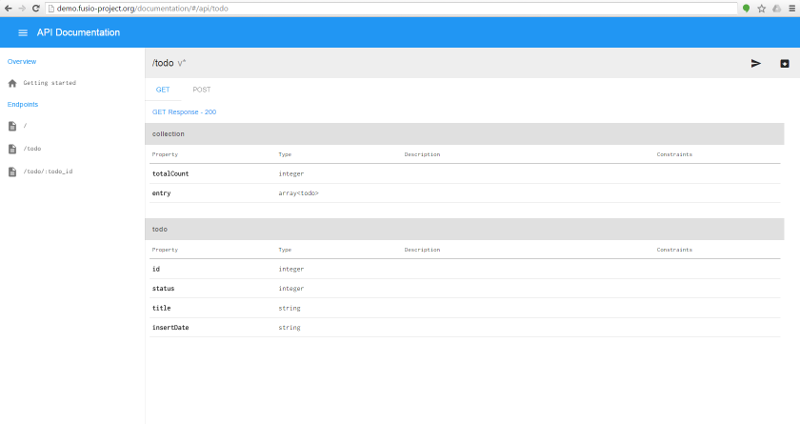 demo.fusio-project.org/documentation/#/api/todo
API Documentation
Overview
Getting started
Endpoints
/
/todo
/todo/:todo_id
/todo v*
GET POST
GET Response - 200
collection
Property Type Description Constraints
totalCount integer
entry array<todo>
todo
Property Type Description Constraints
id integer
status integer
title string
insertDate string